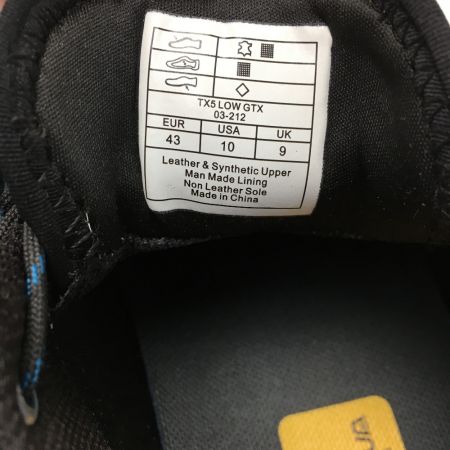 TX5 LOW GTX
03-212
EUR USA UK
43 10 9
Leather & Synthetic Upper
Man Made Lining
Non Leather Sole
Made in China